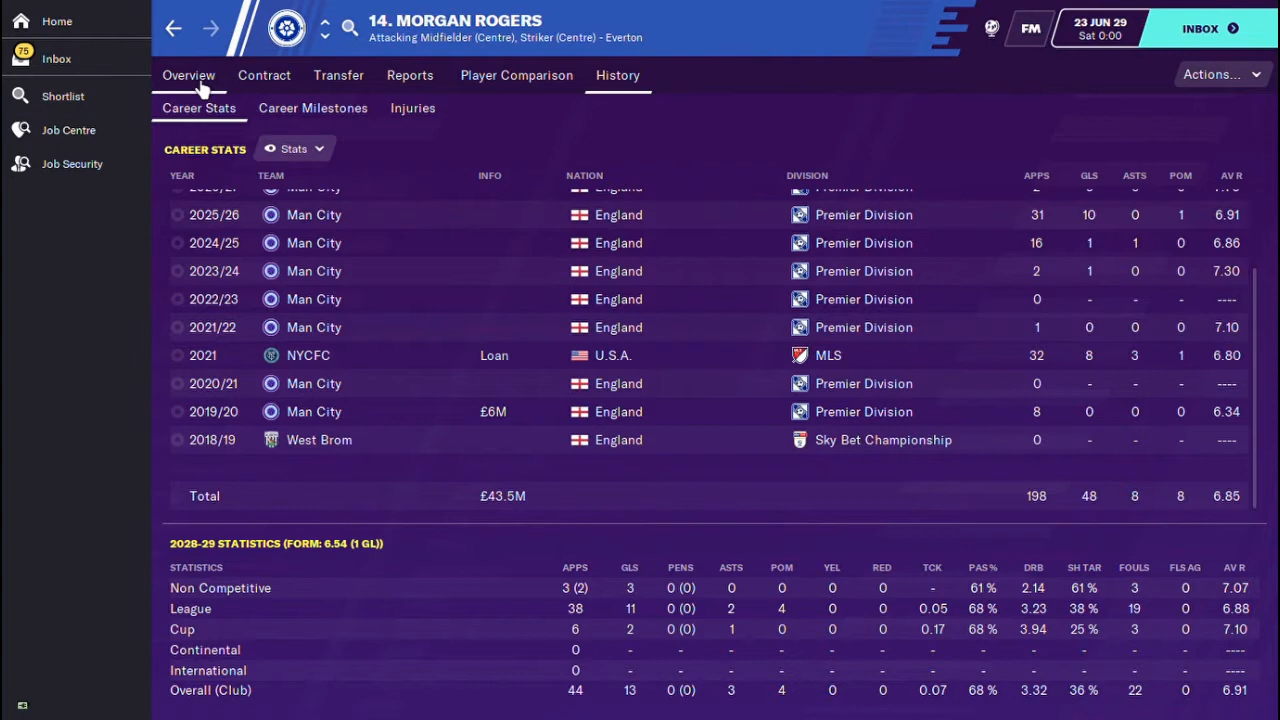 Home
75
Inbox
Shortlist
Job Centre
Job Security
14. MORGAN ROGERS
Attacking Midfielder (Centre), Striker (Centre) - Everton
FM
23 JUN 29
Sat 0:00
INBOX
Overview Contract Transfer Reports Player Comparison History
Actions...
Career Stats Career Milestones Injuries
CAREER STATS Stats
YEAR TEAM INFO NATION DIVISION APPS GLS ASTS POM AV R
Man City England Premier Division
2025/26 Man City England Premier Division 31 10 0 1 6.91
2024/25 Man City England Premier Division 16 1 1 0 6.86
2023/24 Man City England Premier Division 2 1 0 0 7.30
2022/23 Man City England Premier Division 0 - - - ----
2021/22 Man City England Premier Division 1 0 0 0 7.10
2021 NYCFC Loan U.S.A. MLS 32 8 3 1 6.80
2020/21 Man City England Premier Division 0 - - - ----
2019/20 Man City £6M England Premier Division 8 0 0 0 6.34
2018/19 West Brom England Sky Bet Championship 0 - - - ----
Total £43.5M 198 48 8 8 6.85
2028-29 STATISTICS (FORM: 6.54 (1 GL))
STATISTICS APPS GLS PENS ASTS POM YEL RED TCK PAS% DRB SH TAR FOULS FLS AG AV R
Non Competitive 3 (2) 3 0 (0) 0 0 0 0 - 61 % 2.14 61 % 3 0 7.07
League 38 11 0 (0) 2 4 0 0 0.05 68 % 3.23 38 % 19 0 6.88
Cup 6 2 0 (0) 1 0 0 0 0.17 68 % 3.94 25 % 3 0 7.10
Continental 0 - - - - - - - - - - - - ----
International 0 - - - - - - - - - - - - ----
Overall (Club) 44 13 0 (0) 3 4 0 0 0.07 68 % 3.32 36 % 22 0 6.91